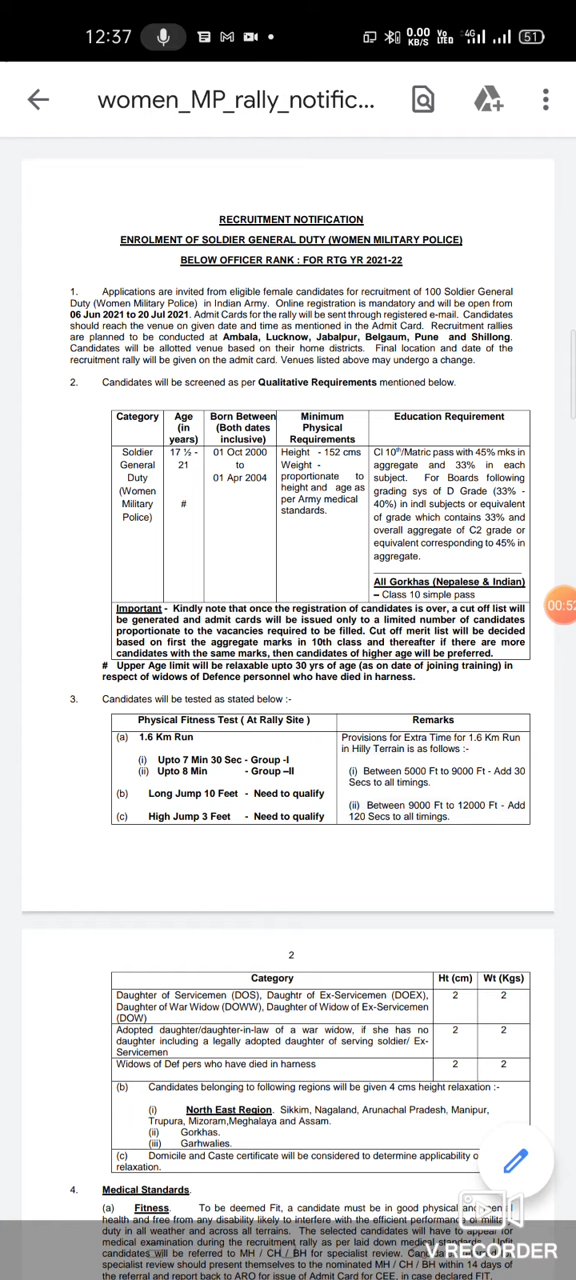 12:37
0.00 KB/S
Vo LTED
4G
51
women_MP_rally_notific...
RECRUITMENT NOTIFICATION
ENROLMENT OF SOLDIER GENERAL DUTY (WOMEN MILITARY POLICE)
BELOW OFFICER RANK : FOR RTG YR 2021-22
1. Applications are invited from eligible female candidates for recruitment of 100 Soldier General
Duty (Women Military Police) in Indian Army. Online registration is mandatory and will be open from
06 Jun 2021 to 20 Jul 2021. Admit Cards for the rally will be sent through registered e-mail. Candidates
should reach the venue on given date and time as mentioned in the Admit Card. Recruitment rallies
are planned to be conducted at Ambala, Lucknow, Jabalpur, Belgaum, Pune and Shillong.
Candidates will be allotted venue based on their home districts. Final location and date of the
recruitment rally will be given on the admit card. Venues listed above may undergo a change.
2. Candidates will be screened as per Qualitative Requirements mentioned below.
Category
Age
(in
years)
Born Between
(Both dates
inclusive)
Minimum
Physical
Requirements
Education Requirement
Soldier
General
Duty
(Women
Military
Police)
17 ½ -
21
#
01 Oct 2000
to
01 Apr 2004
Height - 152 cms
Weight -
proportionate to
height and age as
per Army medical
standards.
Cl 10th/Matric pass with 45% mks in
aggregate and 33% in each
subject. For Boards following
grading sys of D Grade (33% -
40%) in indl subjects or equivalent
of grade which contains 33% and
overall aggregate of C2 grade or
equivalent corresponding to 45% in
aggregate.
All Gorkhas (Nepalese & Indian)
– Class 10 simple pass
Important - Kindly note that once the registration of candidates is over, a cut off list will
be generated and admit cards will be issued only to a limited number of candidates
proportionate to the vacancies required to be filled. Cut off merit list will be decided
based on first the aggregate marks in 10th class and thereafter if there are more
candidates with the same marks, then candidates of higher age will be preferred.
# Upper Age limit will be relaxable upto 30 yrs of age (as on date of joining training) in
respect of widows of Defence personnel who have died in harness.
00:52
3. Candidates will be tested as stated below :-
Physical Fitness Test ( At Rally Site )
Remarks
(a) 1.6 Km Run
(i) Upto 7 Min 30 Sec - Group -I
(ii) Upto 8 Min - Group –II
(b) Long Jump 10 Feet - Need to qualify
(c) High Jump 3 Feet - Need to qualify
Provisions for Extra Time for 1.6 Km Run
in Hilly Terrain is as follows :-
(i) Between 5000 Ft to 9000 Ft - Add 30
Secs to all timings.
(ii) Between 9000 Ft to 12000 Ft - Add
120 Secs to all timings.
2
Category Ht (cm) Wt (Kgs)
Daughter of Servicemen (DOS), Daughtr of Ex-Servicemen (DOEX), 2 2
Daughter of War Widow (DOWW), Daughter of Widow of Ex-Servicemen
(DOW)
Adopted daughter/daughter-in-law of a war widow, if she has no 2 2
daughter including a legally adopted daughter of serving soldier/ Ex-
Servicemen
Widows of Def pers who have died in harness 2 2
(b) Candidates belonging to following regions will be given 4 cms height relaxation :-
(i) North East Region. Sikkim, Nagaland, Arunachal Pradesh, Manipur,
Trupura, Mizoram,Meghalaya and Assam.
(ii) Gorkhas.
(iii) Garhwalies.
(c) Domicile and Caste certificate will be considered to determine applicability
relaxation.
4. Medical Standards.
(a) Fitness. To be deemed Fit, a candidate must be in good physical and
health and free from any disability likely to interfere with the efficient performance
duty in all weather and across all terrains. The selected candidates will have to appear for
medical examination during the recruitment rally as per laid down medical standards. Unfit
candidates will be referred to MH / CH / BH for specialist review.
specialist review should present themselves to the nominated MH / CH / BH within 14 days of
the referral and report back to ARO for issue of Admit Card for CEE, in case declared FIT.
VRECORDER